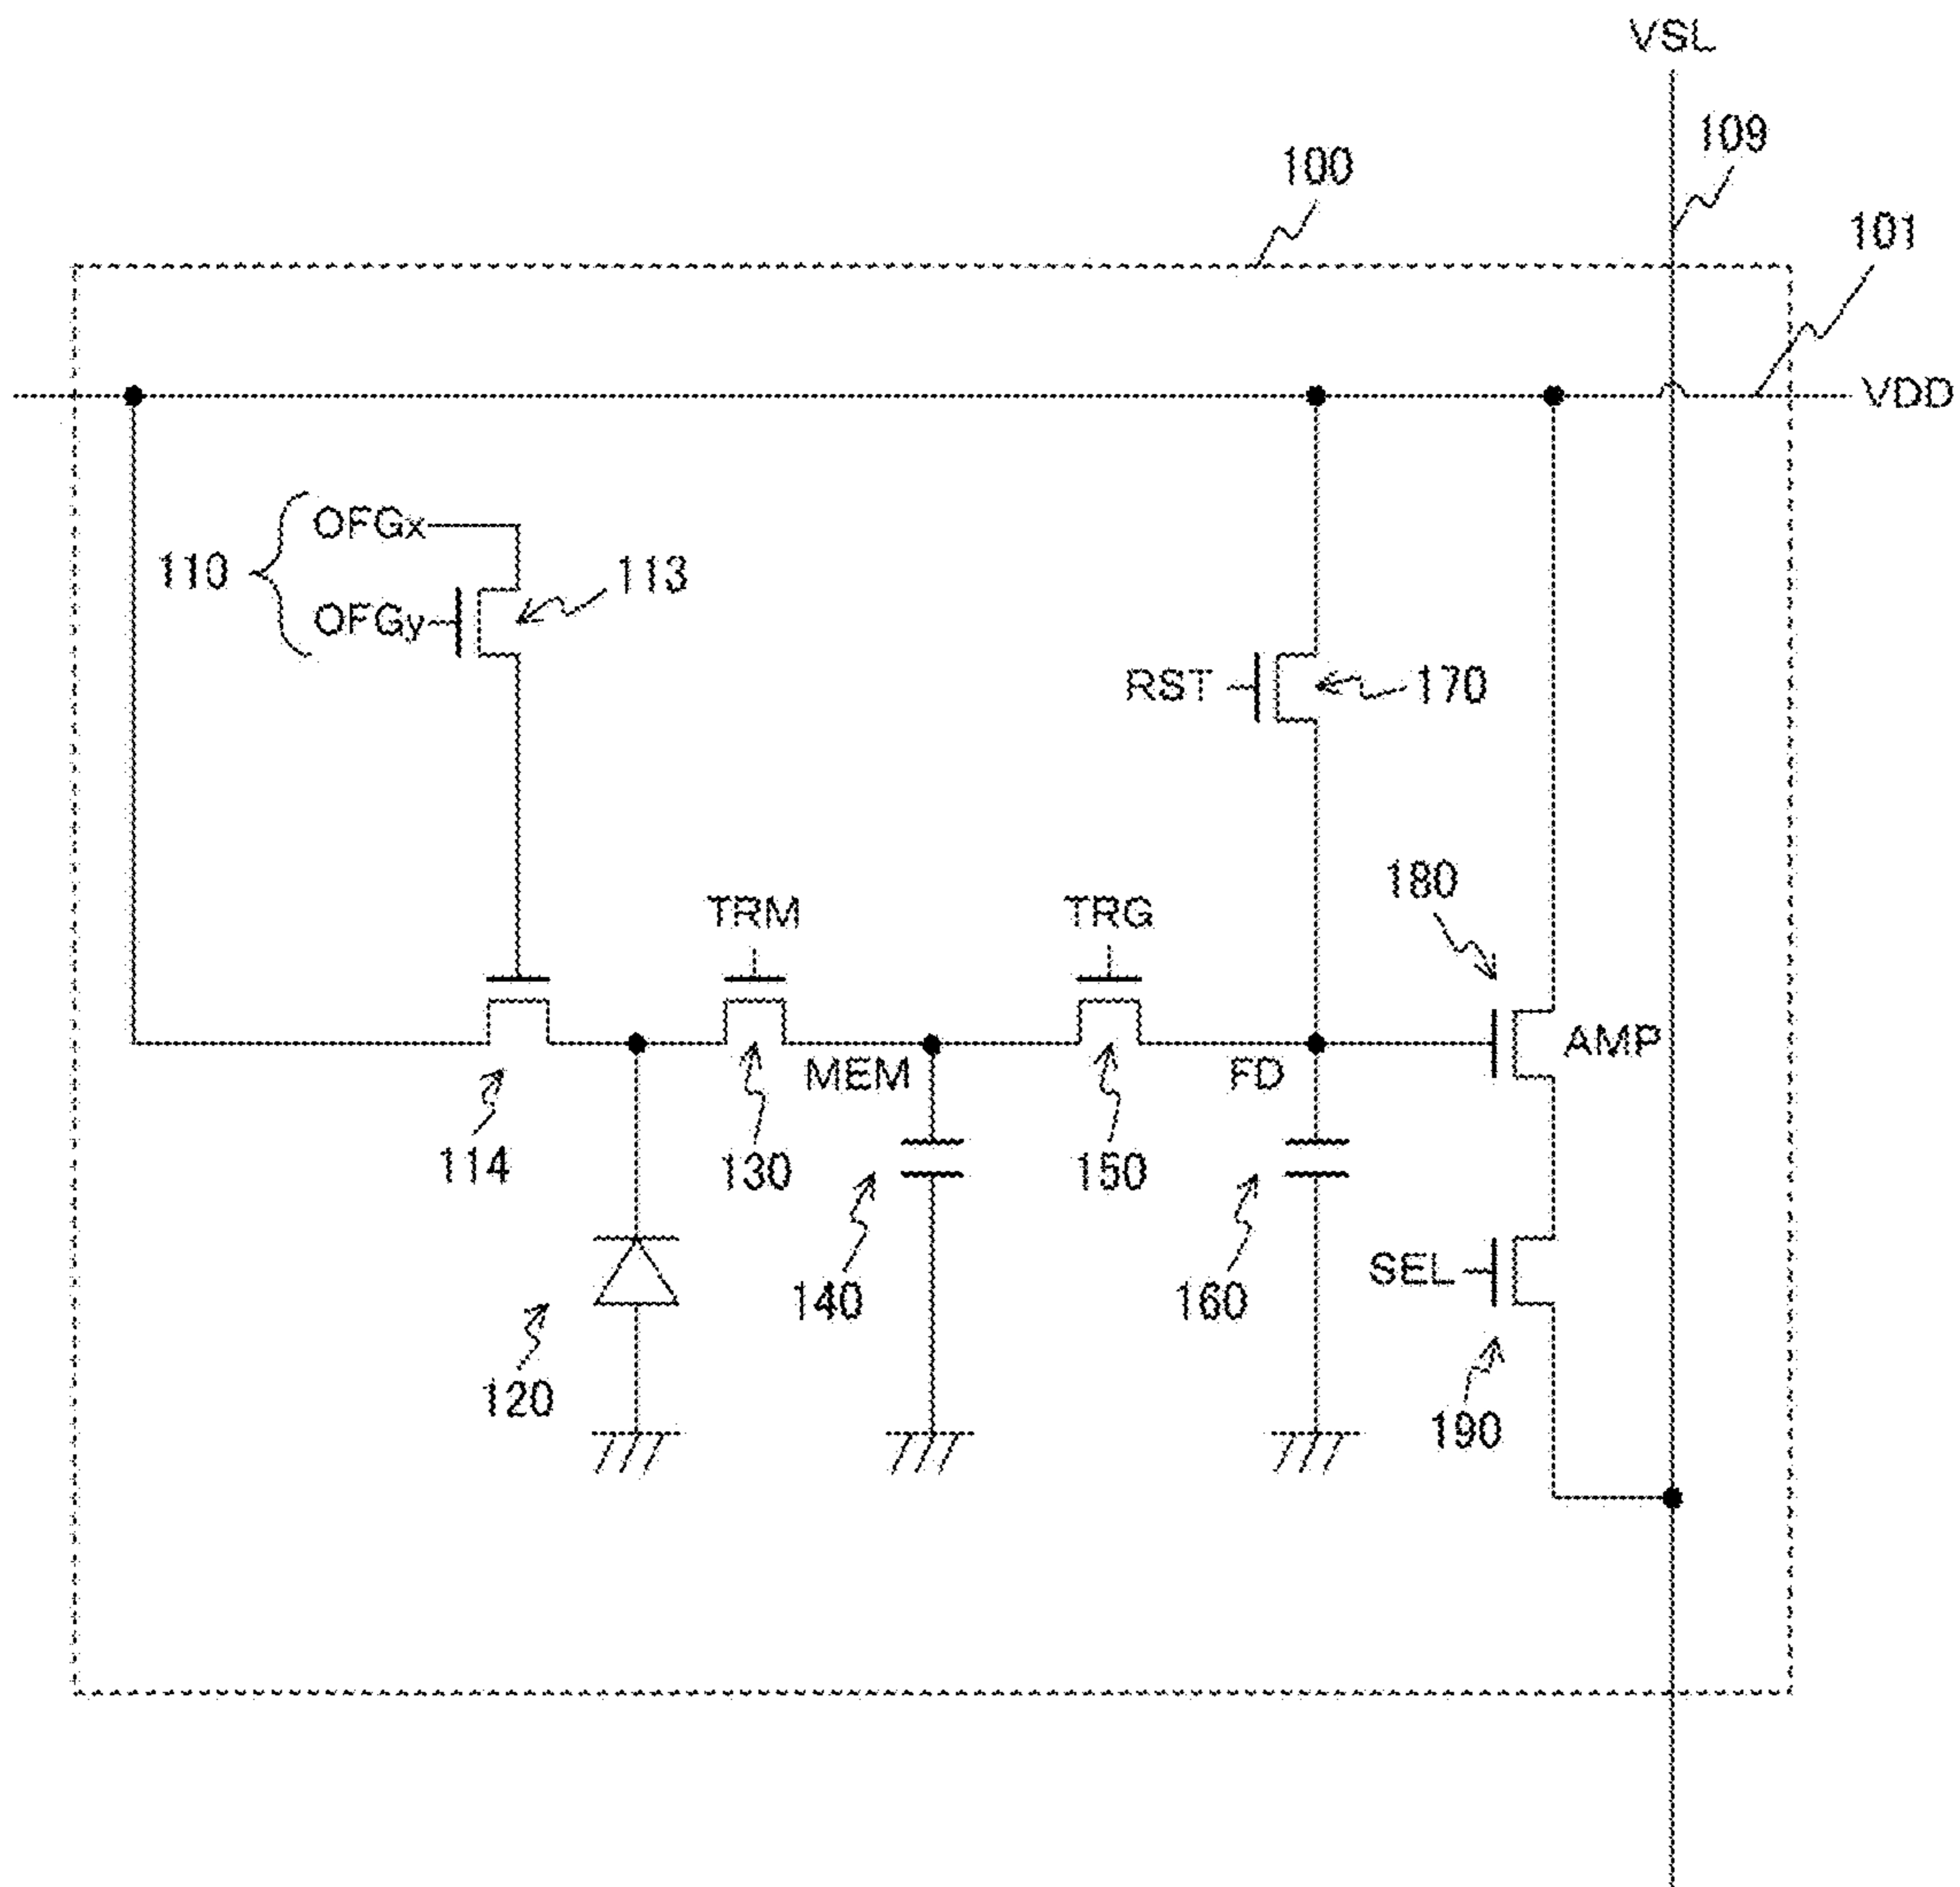 VSL
109
100
101
VDD
OFGx
110
113
OFGy
RST
170
180
TRM
TRG
AMP
MEM
FD
114
130
150
SEL
140
160
120
190